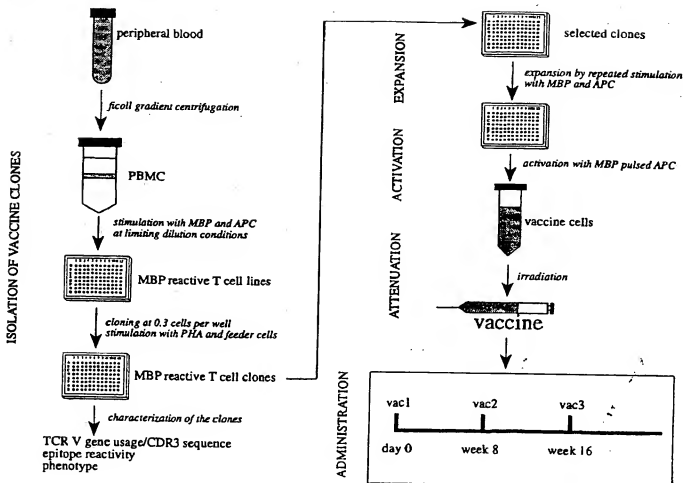 ISOLATION OF VACCINE CLONES
peripheral blood
ficoll gradient centrifugation
PBMC
stimulation with MBP and APC
at limiting dilution conditions
MBP reactive T cell lines
cloning at 0.3 cells per well
stimulation with PHA and feeder cells
MBP reactive T cell clones
characterization of the clones
TCR V gene usage/CDR3 sequence
epitope reactivity
phenotype
EXPANSION
selected clones
expansion by repeated stimulation
with MBP and APC
ACTIVATION
activation with MBP pulsed APC
vaccine cells
ATTENUATION
irradiation
vaccine
ADMINISTRATION
vac1 vac2 vac3
day 0 week 8 week 16